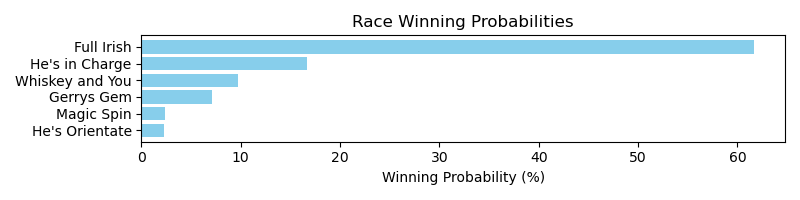 Race Winning Probabilities
Full Irish
He's in Charge
Whiskey and You
Gerrys Gem
Magic Spin
He's Orientate
0 10 20 30 40 50 60
Winning Probability (%)